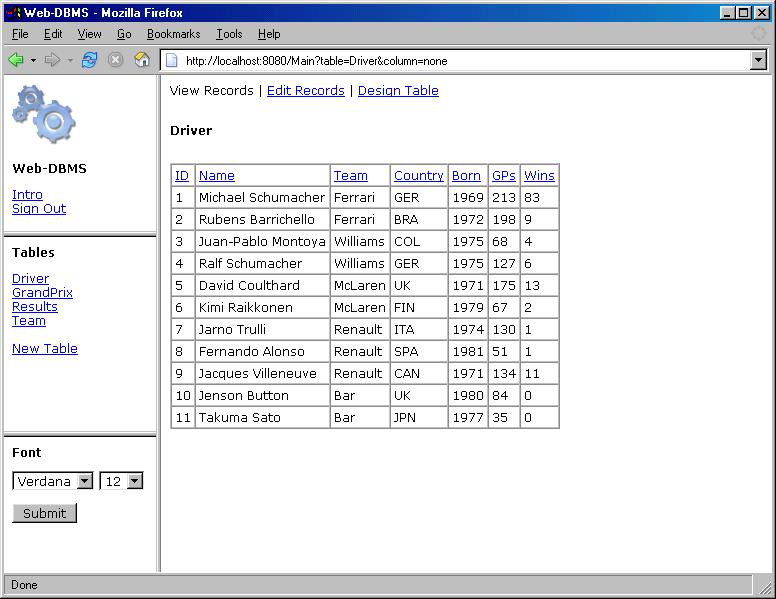 Web-DBMS - Mozilla Firefox
File Edit View Go Bookmarks Tools Help
http://localhost:8080/Main?table=Driver&column=none
Web-DBMS
Intro
Sign Out
Tables
Driver
GrandPrix
Results
Team
New Table
Font
Verdana 12
Submit
View Records | Edit Records | Design Table
Driver
ID Name Team Country Born GPs Wins
1 Michael Schumacher Ferrari GER 1969 213 83
2 Rubens Barrichello Ferrari BRA 1972 198 9
3 Juan-Pablo Montoya Williams COL 1975 68 4
4 Ralf Schumacher Williams GER 1975 127 6
5 David Coulthard McLaren UK 1971 175 13
6 Kimi Raikkonen McLaren FIN 1979 67 2
7 Jarno Trulli Renault ITA 1974 130 1
8 Fernando Alonso Renault SPA 1981 51 1
9 Jacques Villeneuve Renault CAN 1971 134 11
10 Jenson Button Bar UK 1980 84 0
11 Takuma Sato Bar JPN 1977 35 0
Done